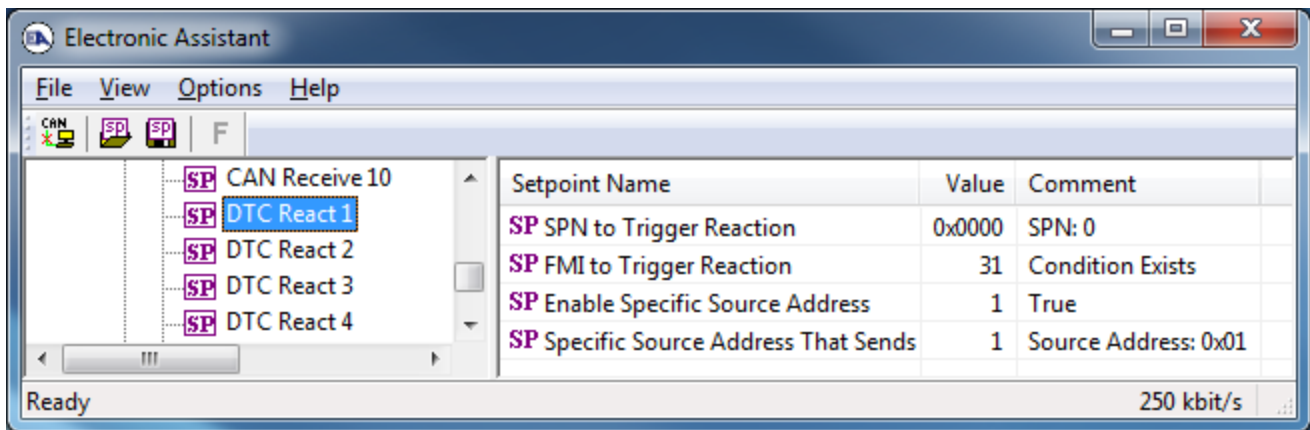 EA Electronic Assistant
File View Options Help
CAN SP SP F
SP CAN Receive 10
SP DTC React 1
SP DTC React 2
SP DTC React 3
SP DTC React 4
Setpoint Name Value Comment
SP SPN to Trigger Reaction 0x0000 SPN: 0
SP FMI to Trigger Reaction 31 Condition Exists
SP Enable Specific Source Address 1 True
SP Specific Source Address That Sends 1 Source Address: 0x01
Ready 250 kbit/s